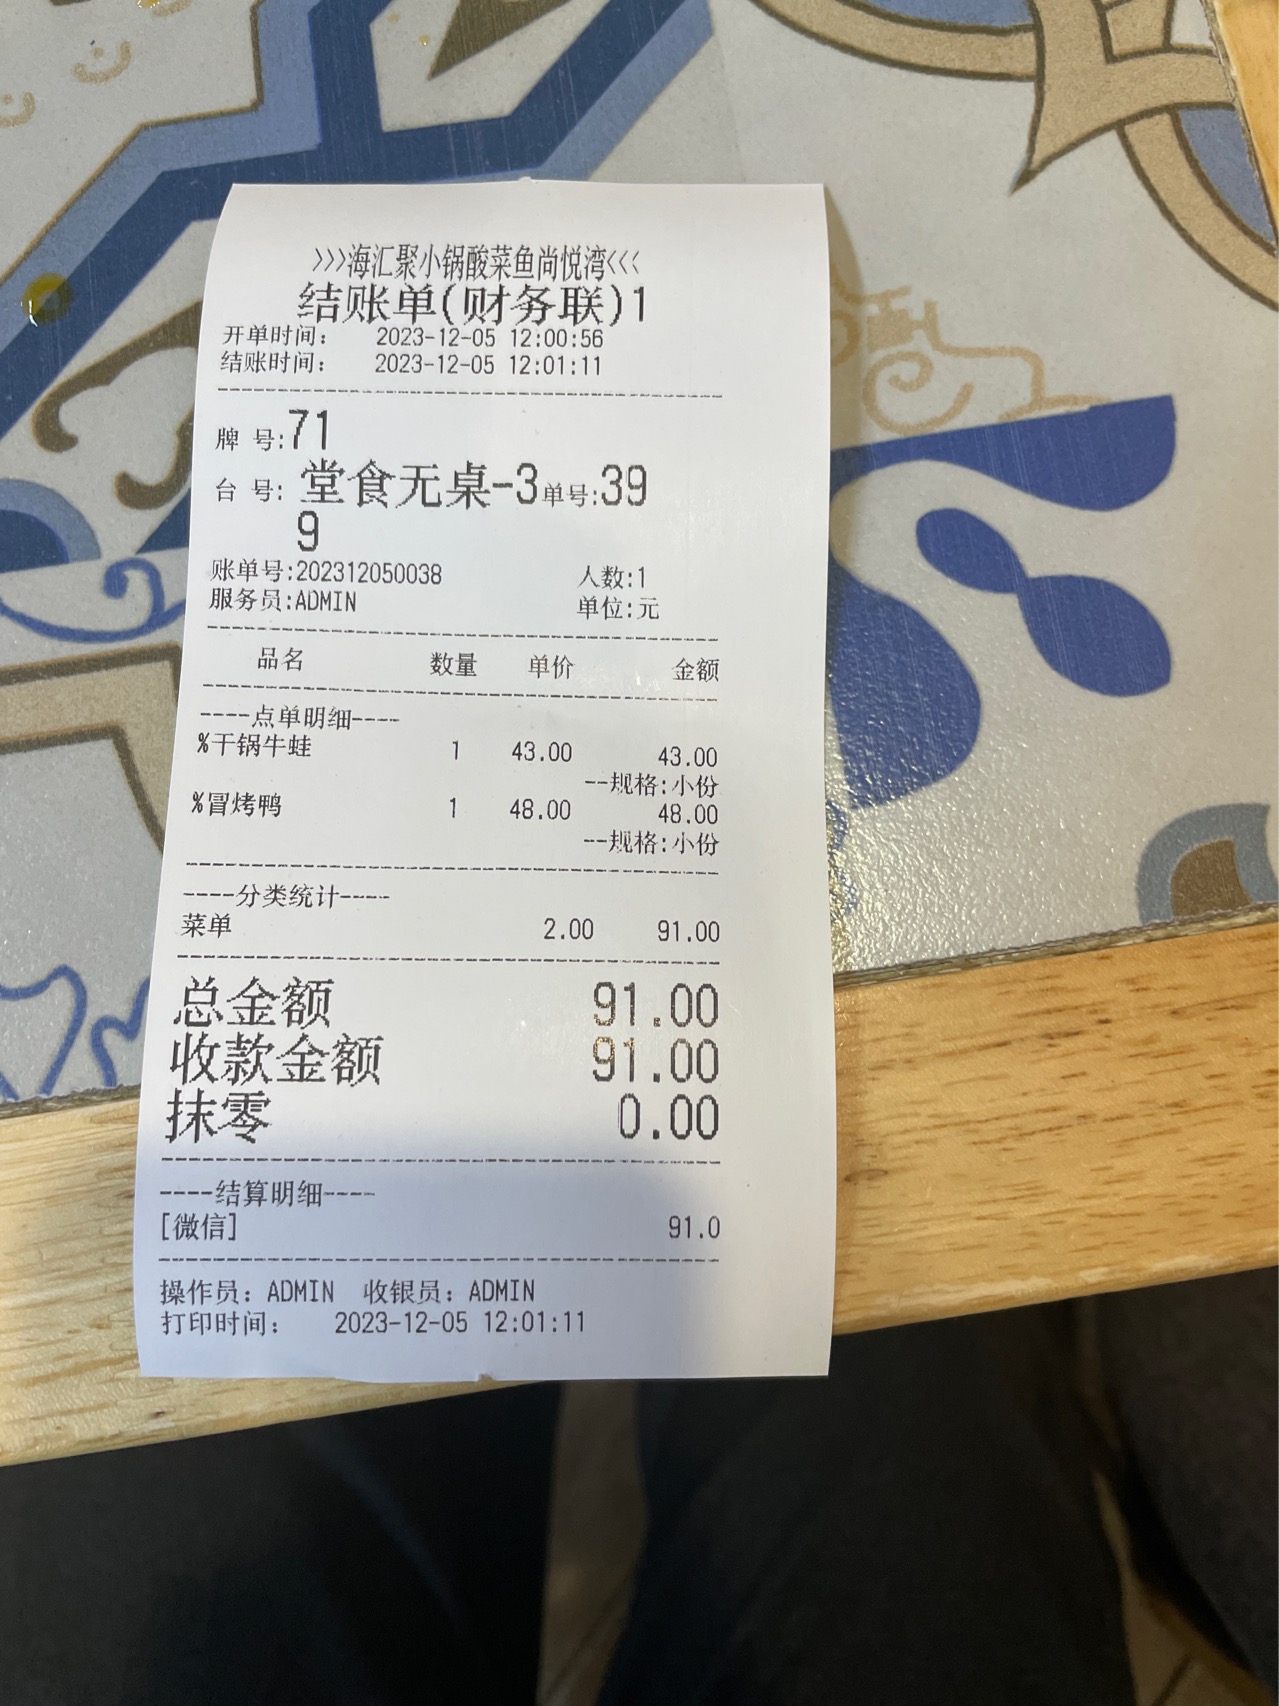 >>>海汇聚小锅酸菜鱼尚悦湾<<<
结账单(财务联)1
开单时间： 2023-12-05 12:00:56
结账时间： 2023-12-05 12:01:11
牌 号:71
台 号: 堂食无桌-3单号:39
9
账单号:202312050038 人数:1
服务员:ADMIN 单位:元
品名 数量 单价 金额
----点单明细----
%干锅牛蛙 1 43.00 43.00
--规格:小份
%冒烤鸭 1 48.00 48.00
--规格:小份
----分类统计----
菜单 2.00 91.00
总金额 91.00
收款金额 91.00
抹零 0.00
----结算明细----
[微信] 91.0
操作员: ADMIN 收银员: ADMIN
打印时间： 2023-12-05 12:01:11